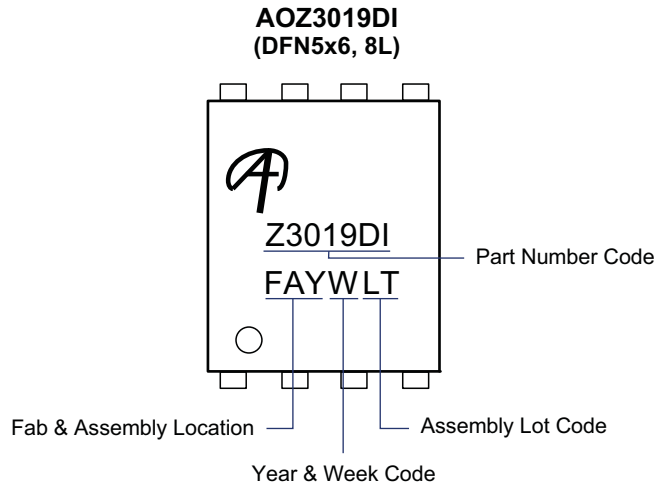 AOZ3019DI
(DFN5x6, 8L)
Z3019DI
Part Number Code
FAYWLT
Fab & Assembly Location
Assembly Lot Code
Year & Week Code